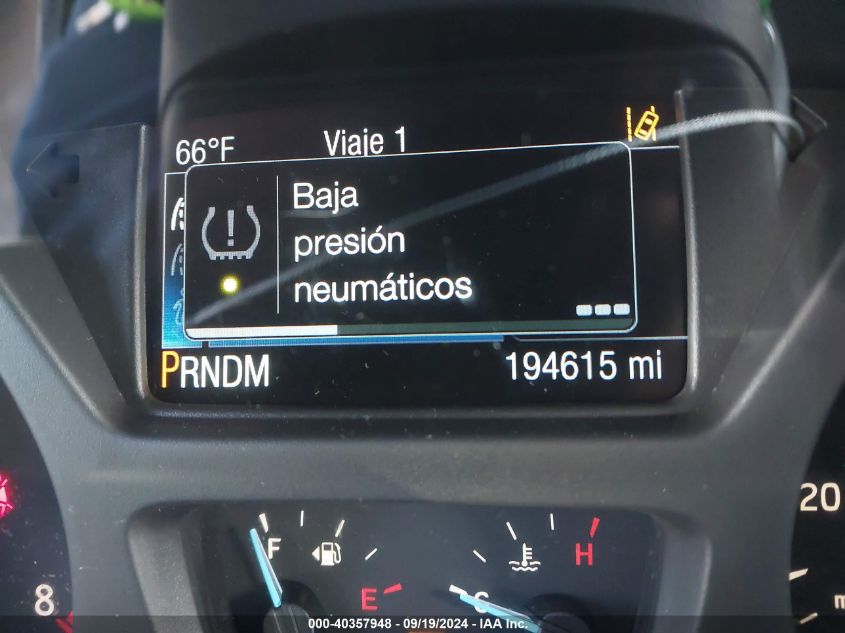 66°F Viaje 1
Baja
presión
neumáticos
PRNDM 194615 mi
20
F
H
E
C
8
m
000-40357948 - 09/19/2024 - IAA Inc.